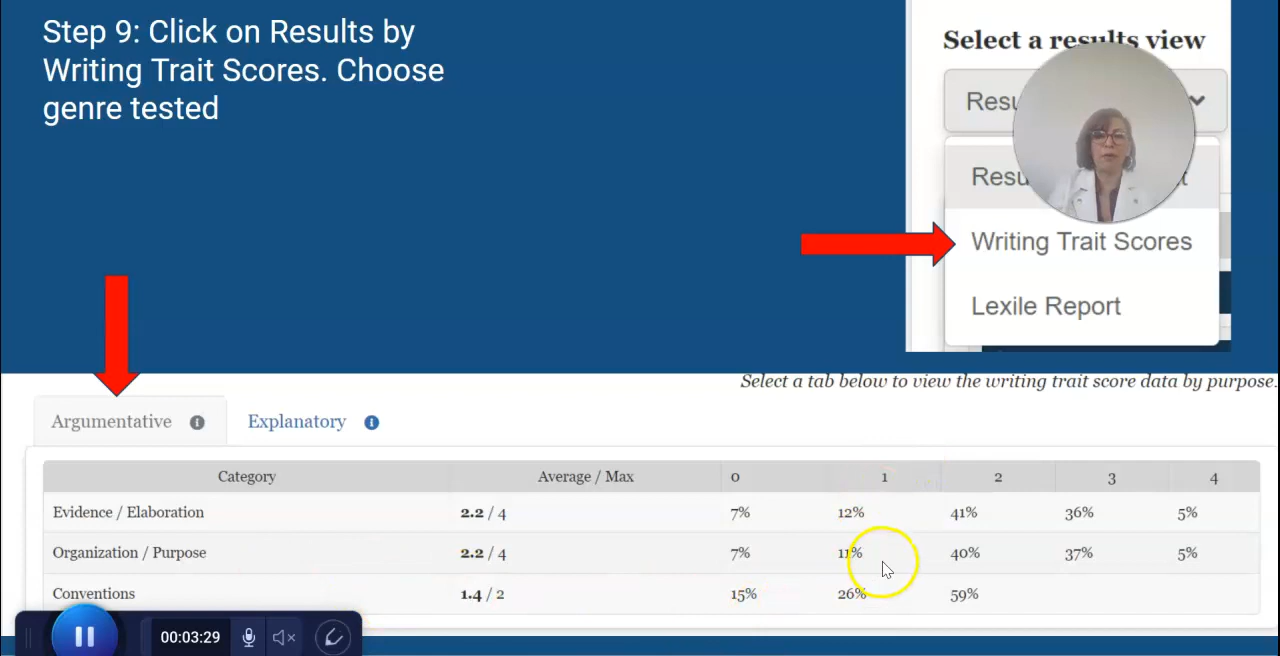 Step 9: Click on Results by
Writing Trait Scores. Choose
genre tested
Select a results view
Writing Trait Scores
Lexile Report
Select a tab below to view the writing trait score data by purpose.
Argumentative
Explanatory
Category Average / Max 0 1 2 3 4
Evidence / Elaboration 2.2 / 4 7% 12% 41% 36% 5%
Organization / Purpose 2.2 / 4 7% 11% 40% 37% 5%
Conventions 1.4 / 2 15% 26% 59%
00:03:29